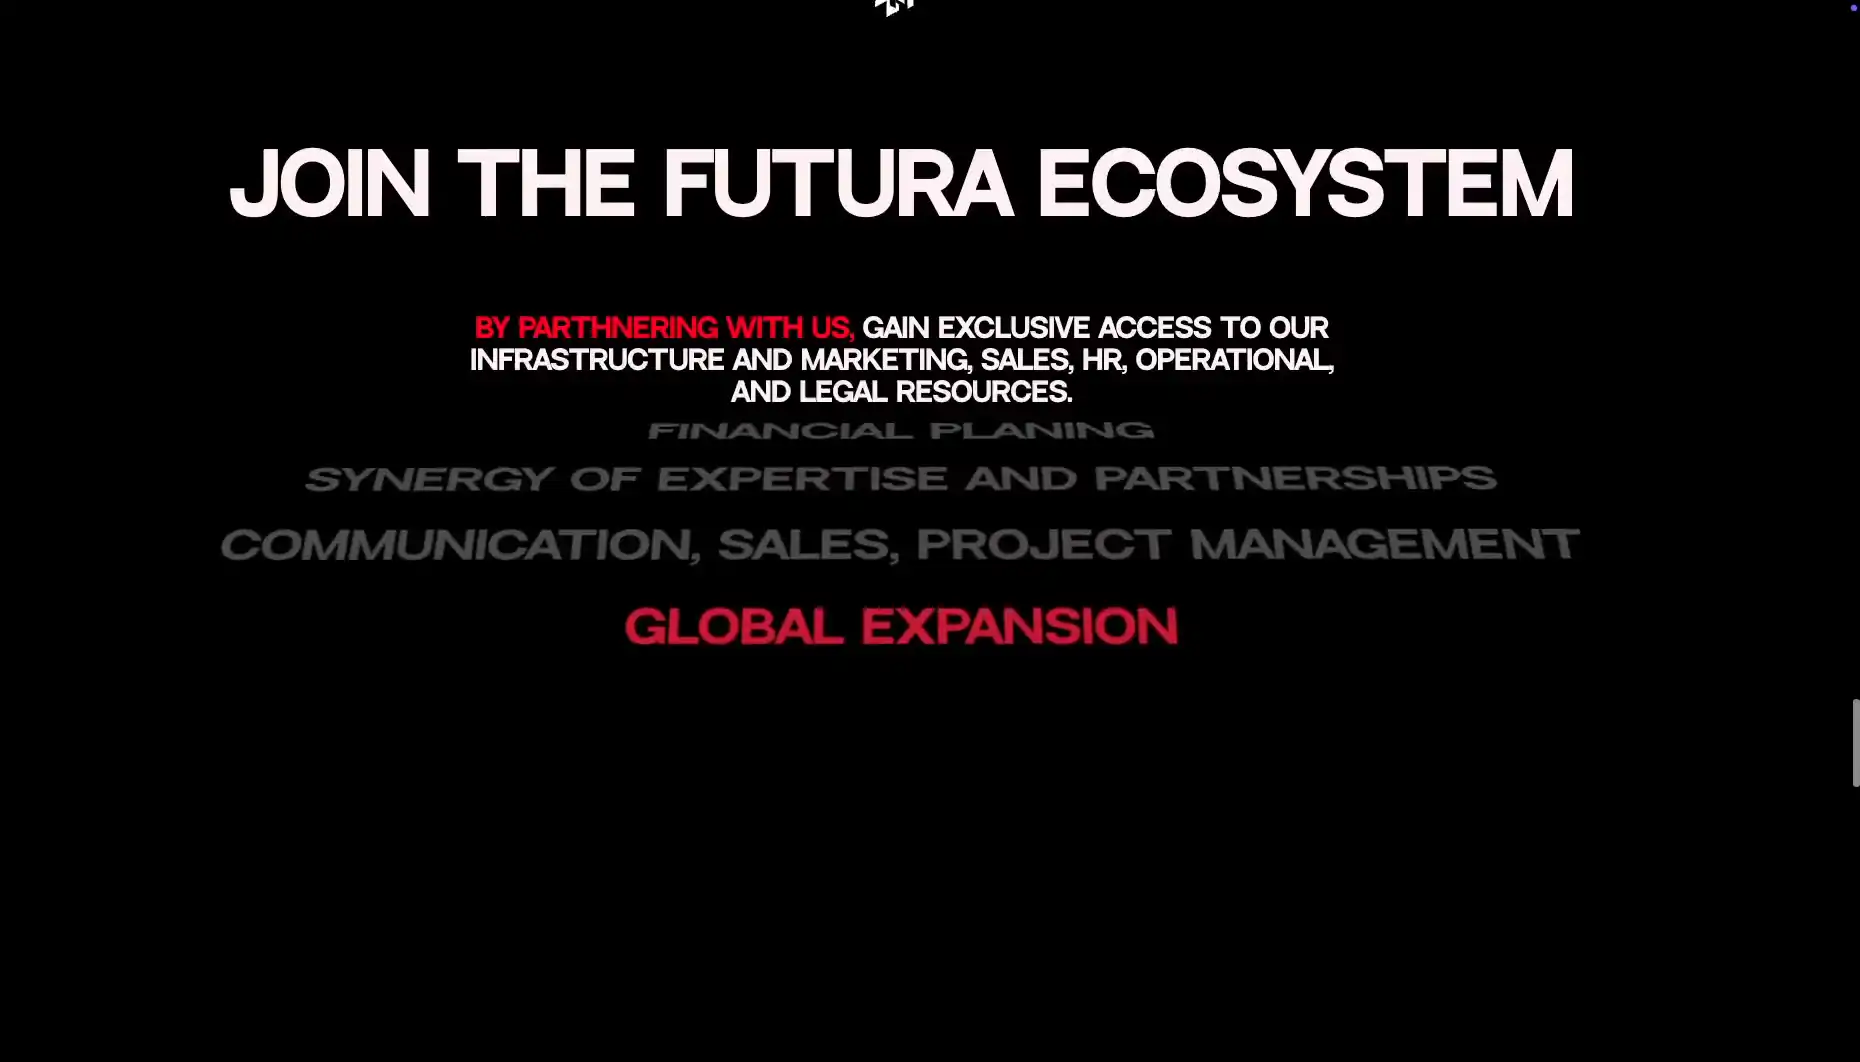 JOIN THE FUTURA ECOSYSTEM
BY PARTHNERING WITH US, GAIN EXCLUSIVE ACCESS TO OUR
INFRASTRUCTURE AND MARKETING, SALES, HR, OPERATIONAL,
AND LEGAL RESOURCES.
FINANCIAL PLANING
SYNERGY OF EXPERTISE AND PARTNERSHIPS
COMMUNICATION, SALES, PROJECT MANAGEMENT
GLOBAL EXPANSION